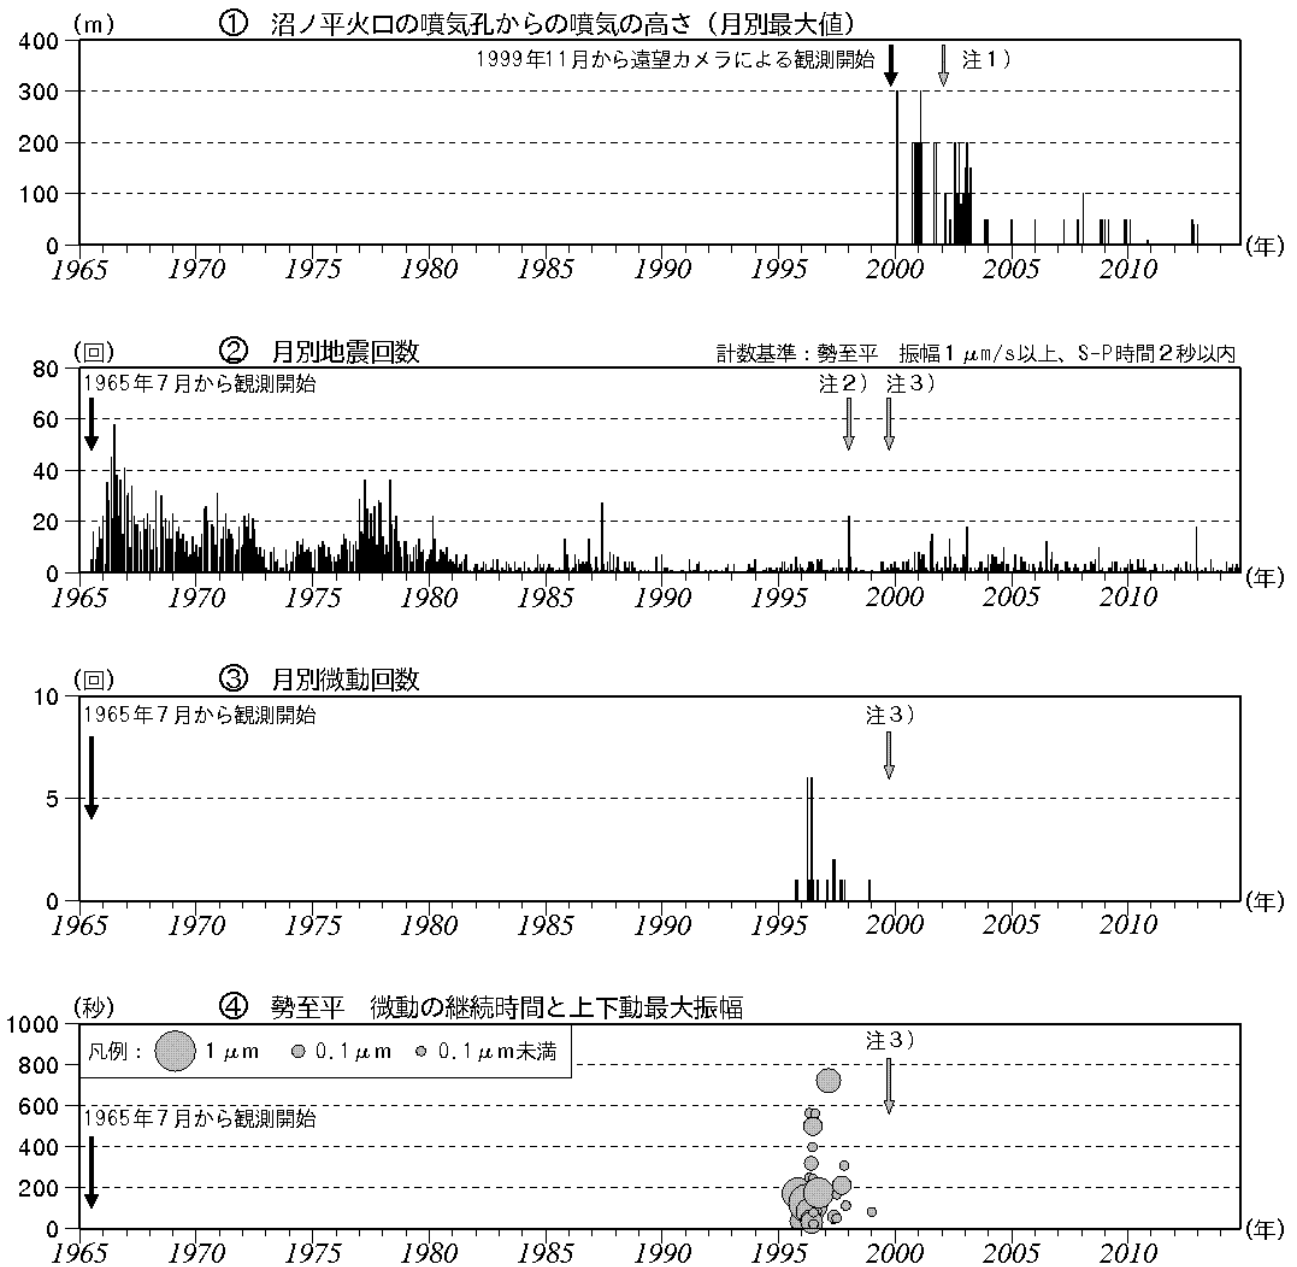 (m) ① 沼ノ平火口の噴気孔からの噴気の高さ（月別最大値）
400
1999年11月から遠望カメラによる観測開始 注1）
300
200
100
0
1965 1970 1975 1980 1985 1990 1995 2000 2005 2010 (年)
(回) ② 月別地震回数 計数基準：勢至平 振幅1μm/s以上、S-P時間2秒以内
80
1965年7月から観測開始 注2） 注3）
60
40
20
0
1965 1970 1975 1980 1985 1990 1995 2000 2005 2010 (年)
(回) ③ 月別微動回数
10
1965年7月から観測開始 注3）
5
0
1965 1970 1975 1980 1985 1990 1995 2000 2005 2010 (年)
(秒) ④ 勢至平 微動の継続時間と上下動最大振幅
1000
凡例： 1μm 0.1μm 0.1μm未満 注3）
800
600
1965年7月から観測開始
400
200
0
1965 1970 1975 1980 1985 1990 1995 2000 2005 2010 (年)